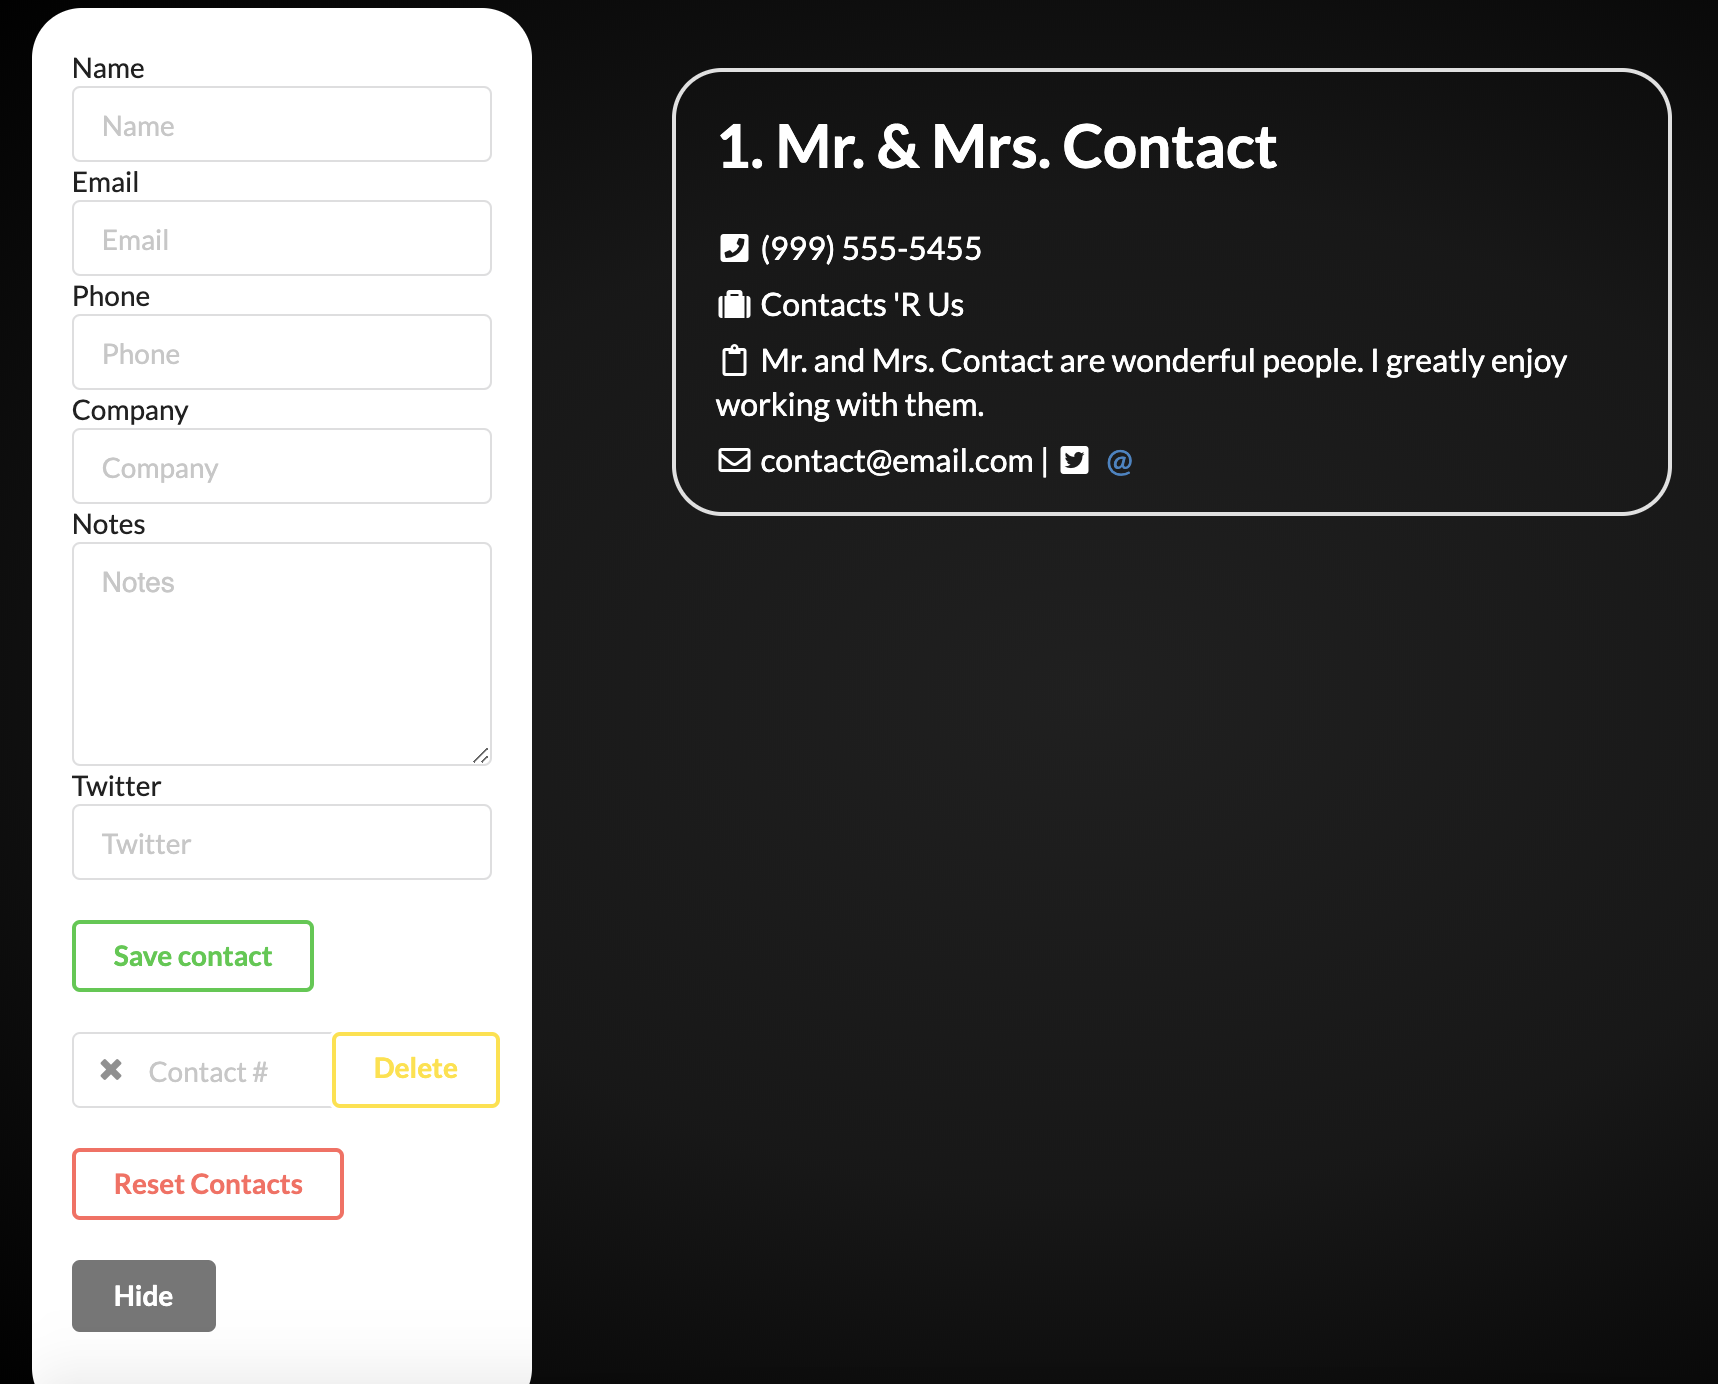 Name
Name
Email
Email
Phone
Phone
Company
Company
Notes
Notes
Twitter
Twitter
Save contact
Contact #
Delete
Reset Contacts
Hide
1. Mr. & Mrs. Contact
(999) 555-5455
Contacts 'R Us
Mr. and Mrs. Contact are wonderful people. I greatly enjoy
working with them.
contact@email.com | @